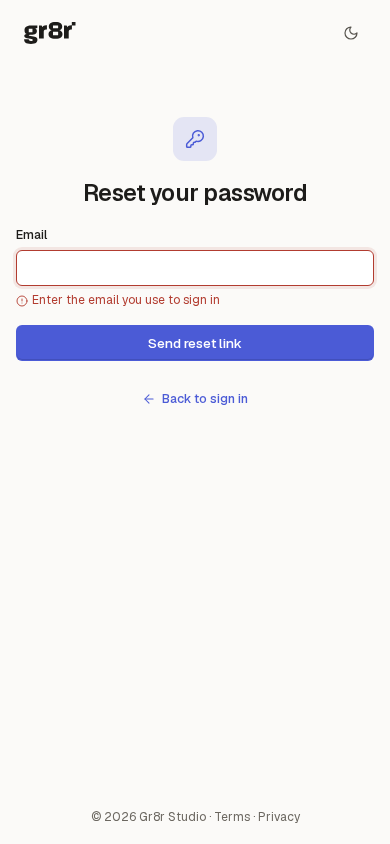 gr8r
Reset your password
Email
Enter the email you use to sign in
Send reset link
Back to sign in
© 2026 Gr8r Studio · Terms · Privacy